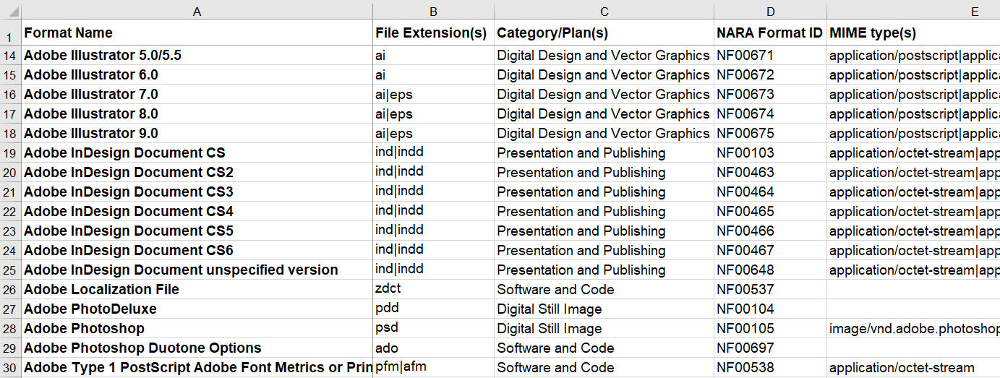 A B C D E
1 Format Name File Extension(s) Category/Plan(s) NARA Format ID MIME type(s)
14 Adobe Illustrator 5.0/5.5 ai Digital Design and Vector Graphics NF00671 application/postscript|applica
15 Adobe Illustrator 6.0 ai Digital Design and Vector Graphics NF00672 application/postscript|applica
16 Adobe Illustrator 7.0 ai|eps Digital Design and Vector Graphics NF00673 application/postscript|applica
17 Adobe Illustrator 8.0 ai|eps Digital Design and Vector Graphics NF00674 application/postscript|applica
18 Adobe Illustrator 9.0 ai|eps Digital Design and Vector Graphics NF00675 application/postscript|applica
19 Adobe InDesign Document CS ind|indd Presentation and Publishing NF00103 application/octet-stream|app
20 Adobe InDesign Document CS2 ind|indd Presentation and Publishing NF00463 application/octet-stream|app
21 Adobe InDesign Document CS3 ind|indd Presentation and Publishing NF00464 application/octet-stream|app
22 Adobe InDesign Document CS4 ind|indd Presentation and Publishing NF00465 application/octet-stream|app
23 Adobe InDesign Document CS5 ind|indd Presentation and Publishing NF00466 application/octet-stream|app
24 Adobe InDesign Document CS6 ind|indd Presentation and Publishing NF00467 application/octet-stream|app
25 Adobe InDesign Document unspecified version ind|indd Presentation and Publishing NF00648 application/octet-stream|app
26 Adobe Localization File zdct Software and Code NF00537
27 Adobe PhotoDeluxe pdd Digital Still Image NF00104
28 Adobe Photoshop psd Digital Still Image NF00105 image/vnd.adobe.photoshop
29 Adobe Photoshop Duotone Options ado Software and Code NF00697
30 Adobe Type 1 PostScript Adobe Font Metrics or Prin pfm|afm Software and Code NF00538 application/octet-stream